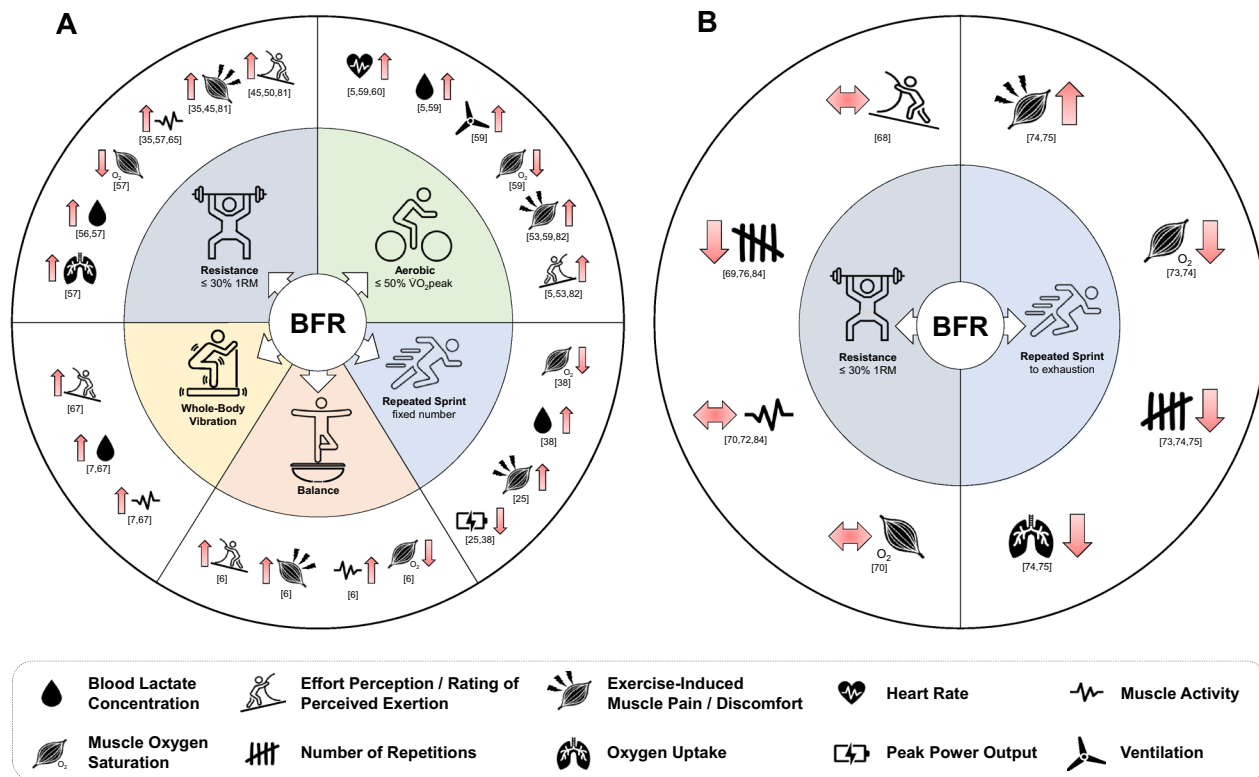 A
B
[45,50,81]
[35,45,81]
[35,57,65]
O2
[57]
[56,57]
[57]
[5,59,60]
[5,59]
[59]
O2
[59]
[53,59,82]
[5,53,82]
Resistance
≤ 30% 1RM
Aerobic
≤ 50% VO2peak
BFR
Whole-Body
Vibration
Balance
Repeated Sprint
fixed number
[67]
[7,67]
[7,67]
[6]
[6]
[6]
O2
[6]
O2
[38]
[38]
[25]
[25,38]
[68]
[74,75]
[69,76,84]
O2
[73,74]
Resistance
≤ 30% 1RM
BFR
Repeated Sprint
to exhaustion
[70,72,84]
[73,74,75]
O2
[70]
[74,75]
Blood Lactate
Concentration
Effort Perception / Rating of
Perceived Exertion
Exercise-Induced
Muscle Pain / Discomfort
Heart Rate
Muscle Activity
O2
Muscle Oxygen
Saturation
Number of Repetitions
Oxygen Uptake
Peak Power Output
Ventilation